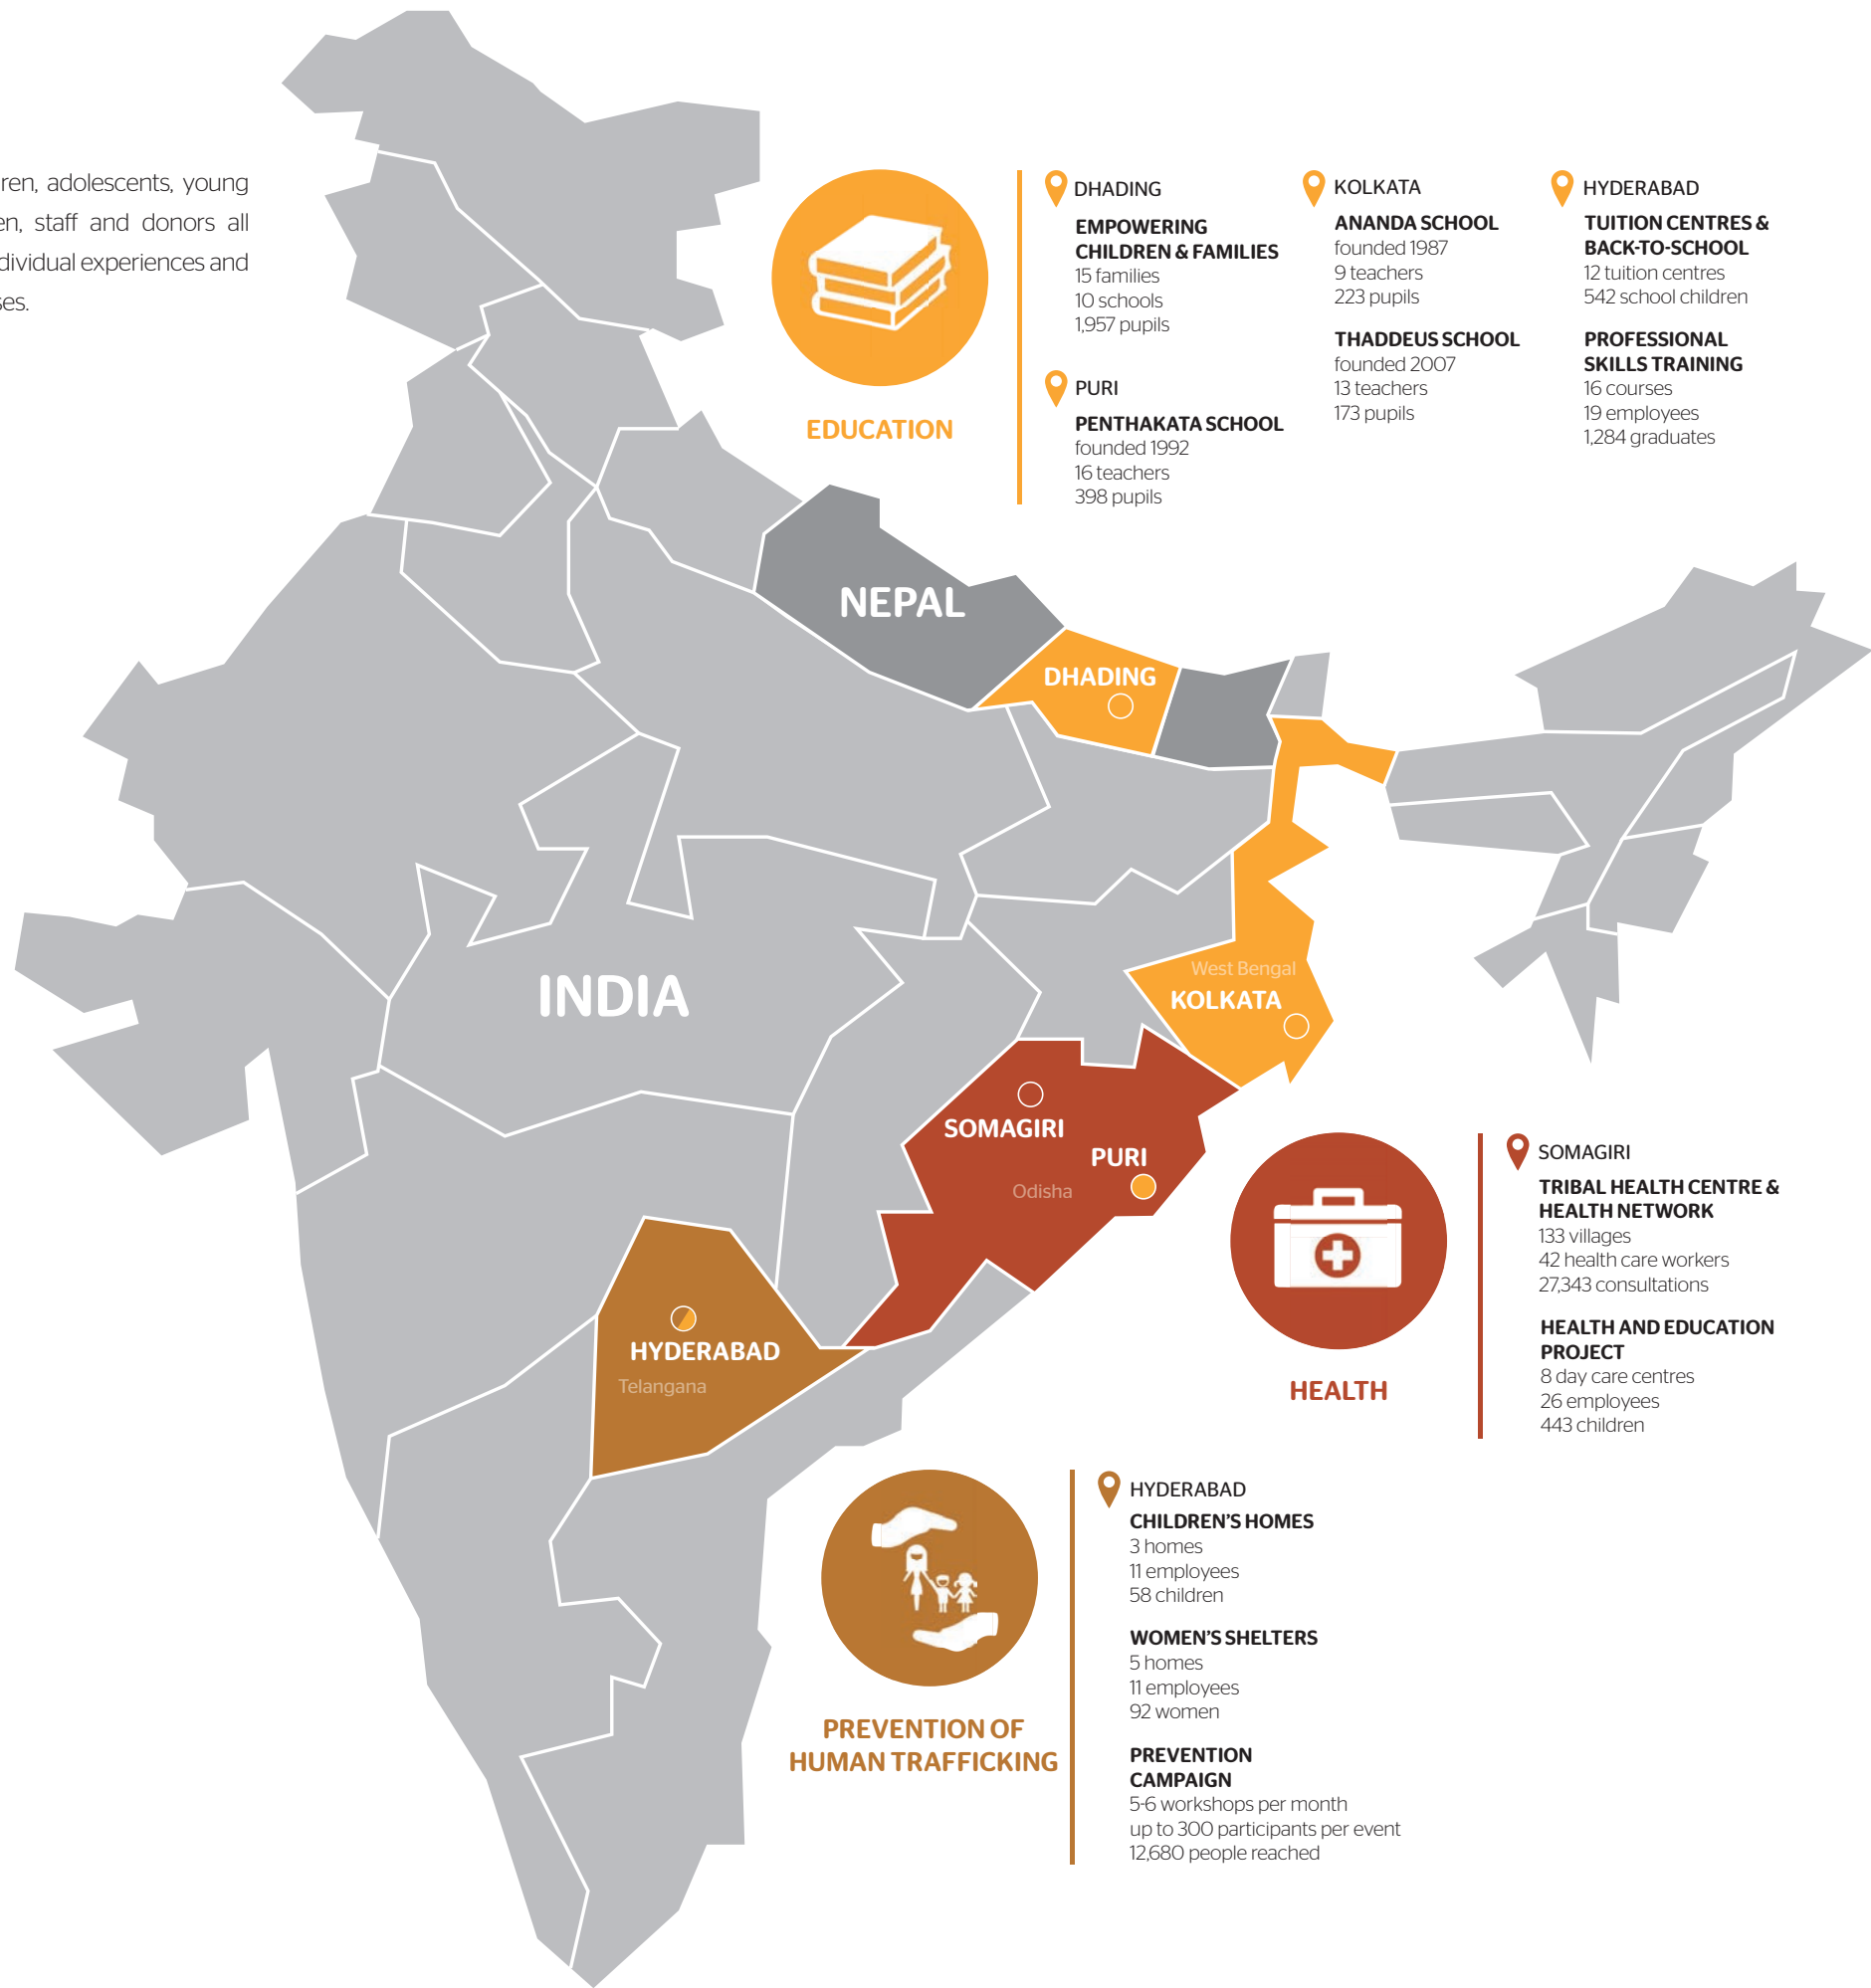 ren, adolescents, young
en, staff and donors all
dividual experiences and
ses.
EDUCATION
DHADING
EMPOWERING
CHILDREN & FAMILIES
15 families
10 schools
1,957 pupils
PURI
PENTHAKATA SCHOOL
founded 1992
16 teachers
398 pupils
KOLKATA
ANANDA SCHOOL
founded 1987
9 teachers
223 pupils
THADDEUS SCHOOL
founded 2007
13 teachers
173 pupils
HYDERABAD
TUITION CENTRES &
BACK-TO-SCHOOL
12 tuition centres
542 school children
PROFESSIONAL
SKILLS TRAINING
16 courses
19 employees
1,284 graduates
NEPAL
DHADING
INDIA
West Bengal
KOLKATA
SOMAGIRI
PURI
Odisha
HYDERABAD
Telangana
HEALTH
SOMAGIRI
TRIBAL HEALTH CENTRE &
HEALTH NETWORK
133 villages
42 health care workers
27,343 consultations
HEALTH AND EDUCATION
PROJECT
8 day care centres
26 employees
443 children
PREVENTION OF
HUMAN TRAFFICKING
HYDERABAD
CHILDREN'S HOMES
3 homes
11 employees
58 children
WOMEN'S SHELTERS
5 homes
11 employees
92 women
PREVENTION
CAMPAIGN
5-6 workshops per month
up to 300 participants per event
12,680 people reached